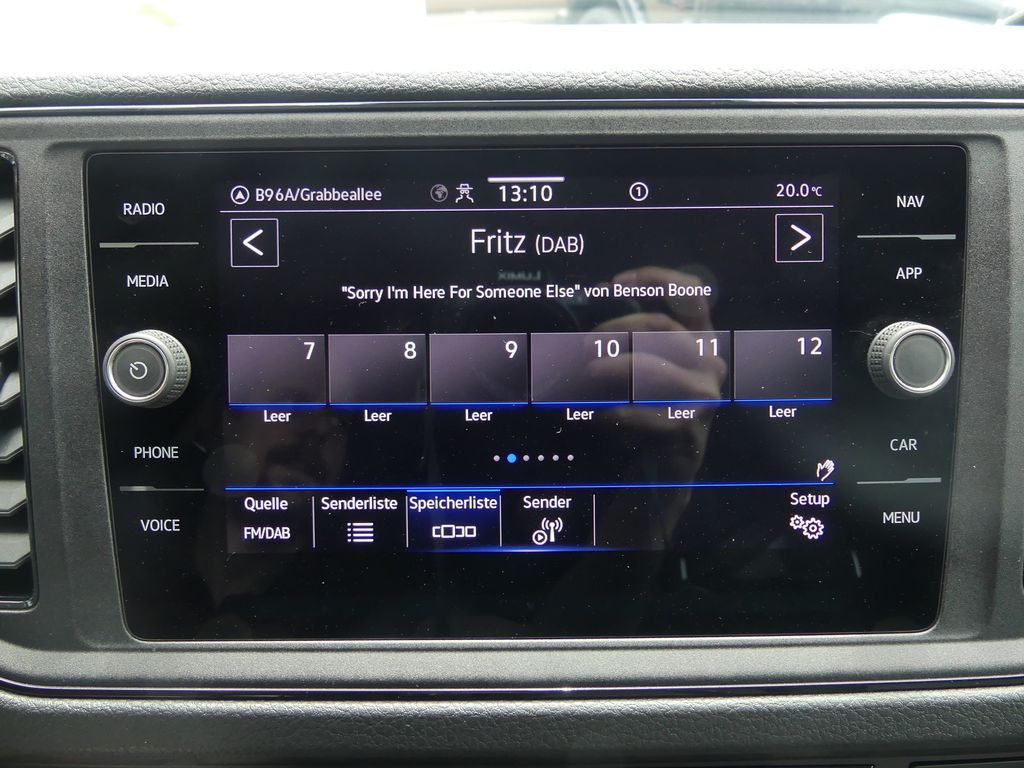 RADIO
MEDIA
PHONE
VOICE
B96A/Grabbeallee
13:10
1
20.0°C
<
Fritz (DAB)
>
"Sorry I'm Here For Someone Else" von Benson Boone
7 8 9 10 11 12
Leer Leer Leer Leer Leer Leer
Quelle Senderliste Speicherliste Sender Setup
FM/DAB
NAV
APP
CAR
MENU
LUMIX